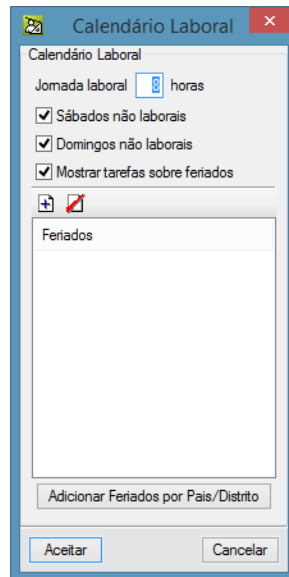 Calendário Laboral
Calendário Laboral
Jornada laboral 8 horas
Sábados não laborais
Domingos não laborais
Mostrar tarefas sobre feriados
Feriados
Adicionar Feriados por Pais/Distrito
Aceitar Cancelar